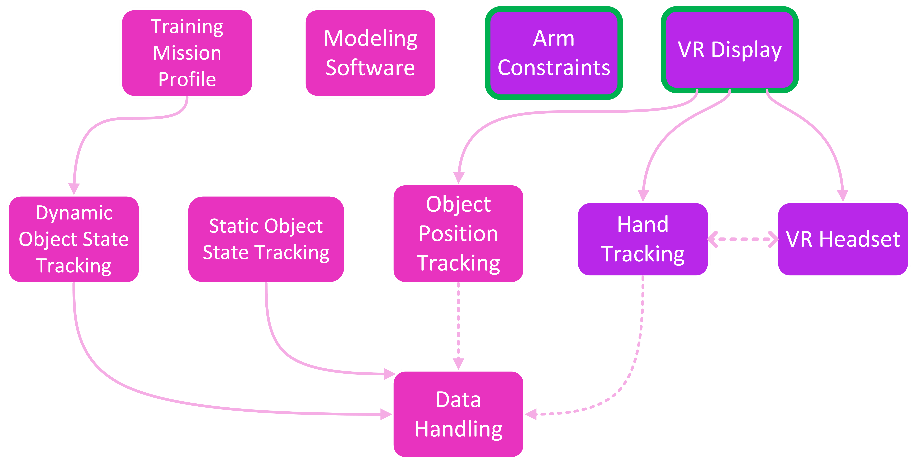 Training
Mission
Profile
Modeling
Software
Arm
Constraints
VR Display
Dynamic
Object State
Tracking
Static Object
State Tracking
Object
Position
Tracking
Hand
Tracking
VR Headset
Data
Handling